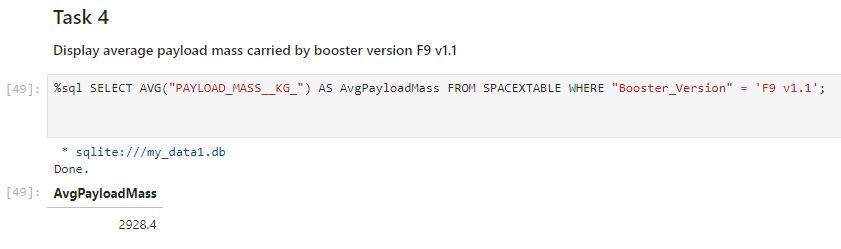 Task 4
Display average payload mass carried by booster version F9 v1.1
[49]: %sql SELECT AVG("PAYLOAD_MASS__KG_") AS AvgPayloadMass FROM SPACEXTABLE WHERE "Booster_Version" = 'F9 v1.1';
* sqlite:///my_data1.db
Done.
[49]: AvgPayloadMass
2928.4